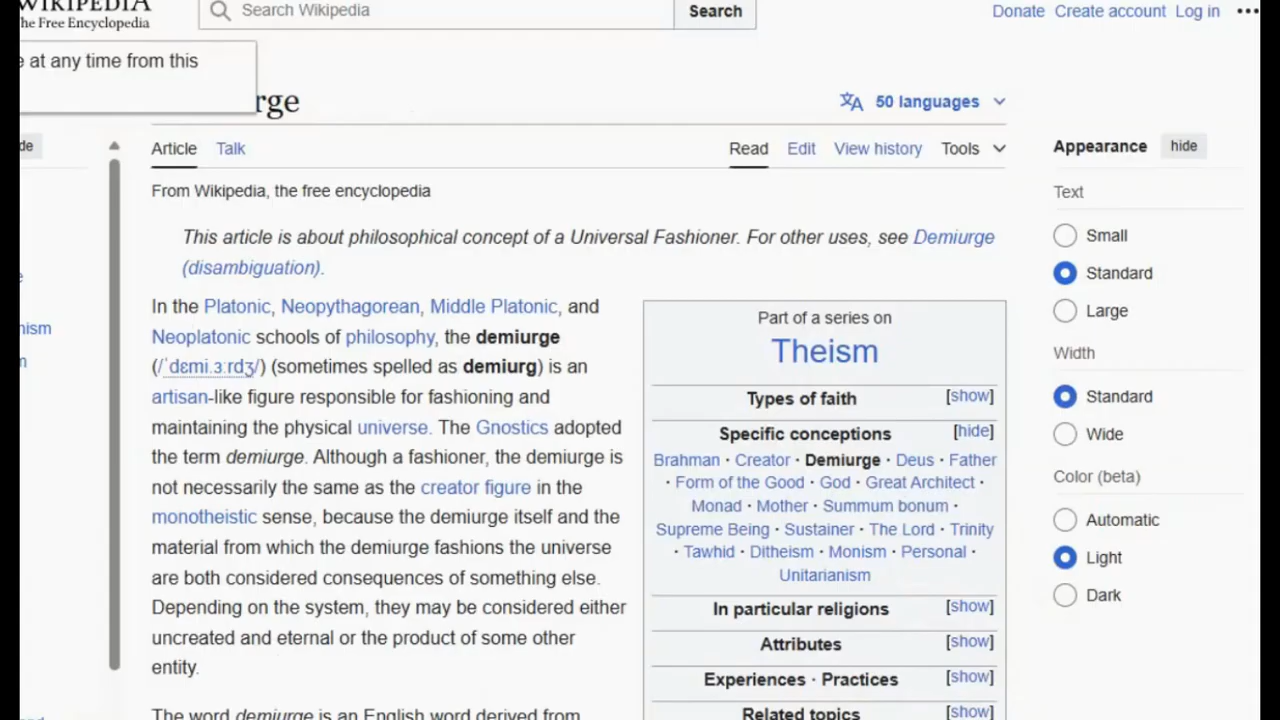 WIKIPEDIA
The Free Encyclopedia
Search Wikipedia
Search
Donate Create account Log in
e at any time from this
rge
50 languages
de
Article Talk Read Edit View history Tools
Appearance hide
From Wikipedia, the free encyclopedia
Text
This article is about philosophical concept of a Universal Fashioner. For other uses, see Demiurge
(disambiguation).
Small
Standard
Large
In the Platonic, Neopythagorean, Middle Platonic, and
Neoplatonic schools of philosophy, the demiurge
(/ˈdɛmi.ɜːrdʒ/) (sometimes spelled as demiurg) is an
artisan-like figure responsible for fashioning and
maintaining the physical universe. The Gnostics adopted
the term demiurge. Although a fashioner, the demiurge is
not necessarily the same as the creator figure in the
monotheistic sense, because the demiurge itself and the
material from which the demiurge fashions the universe
are both considered consequences of something else.
Depending on the system, they may be considered either
uncreated and eternal or the product of some other
entity.
The word demiurge is an English word derived from
Part of a series on
Theism
Types of faith [show]
Specific conceptions [hide]
Brahman · Creator · Demiurge · Deus · Father
· Form of the Good · God · Great Architect ·
Monad · Mother · Summum bonum ·
Supreme Being · Sustainer · The Lord · Trinity
· Tawhid · Ditheism · Monism · Personal ·
Unitarianism
In particular religions [show]
Attributes [show]
Experiences · Practices [show]
Related topics [show]
Width
Standard
Wide
Color (beta)
Automatic
Light
Dark
nism